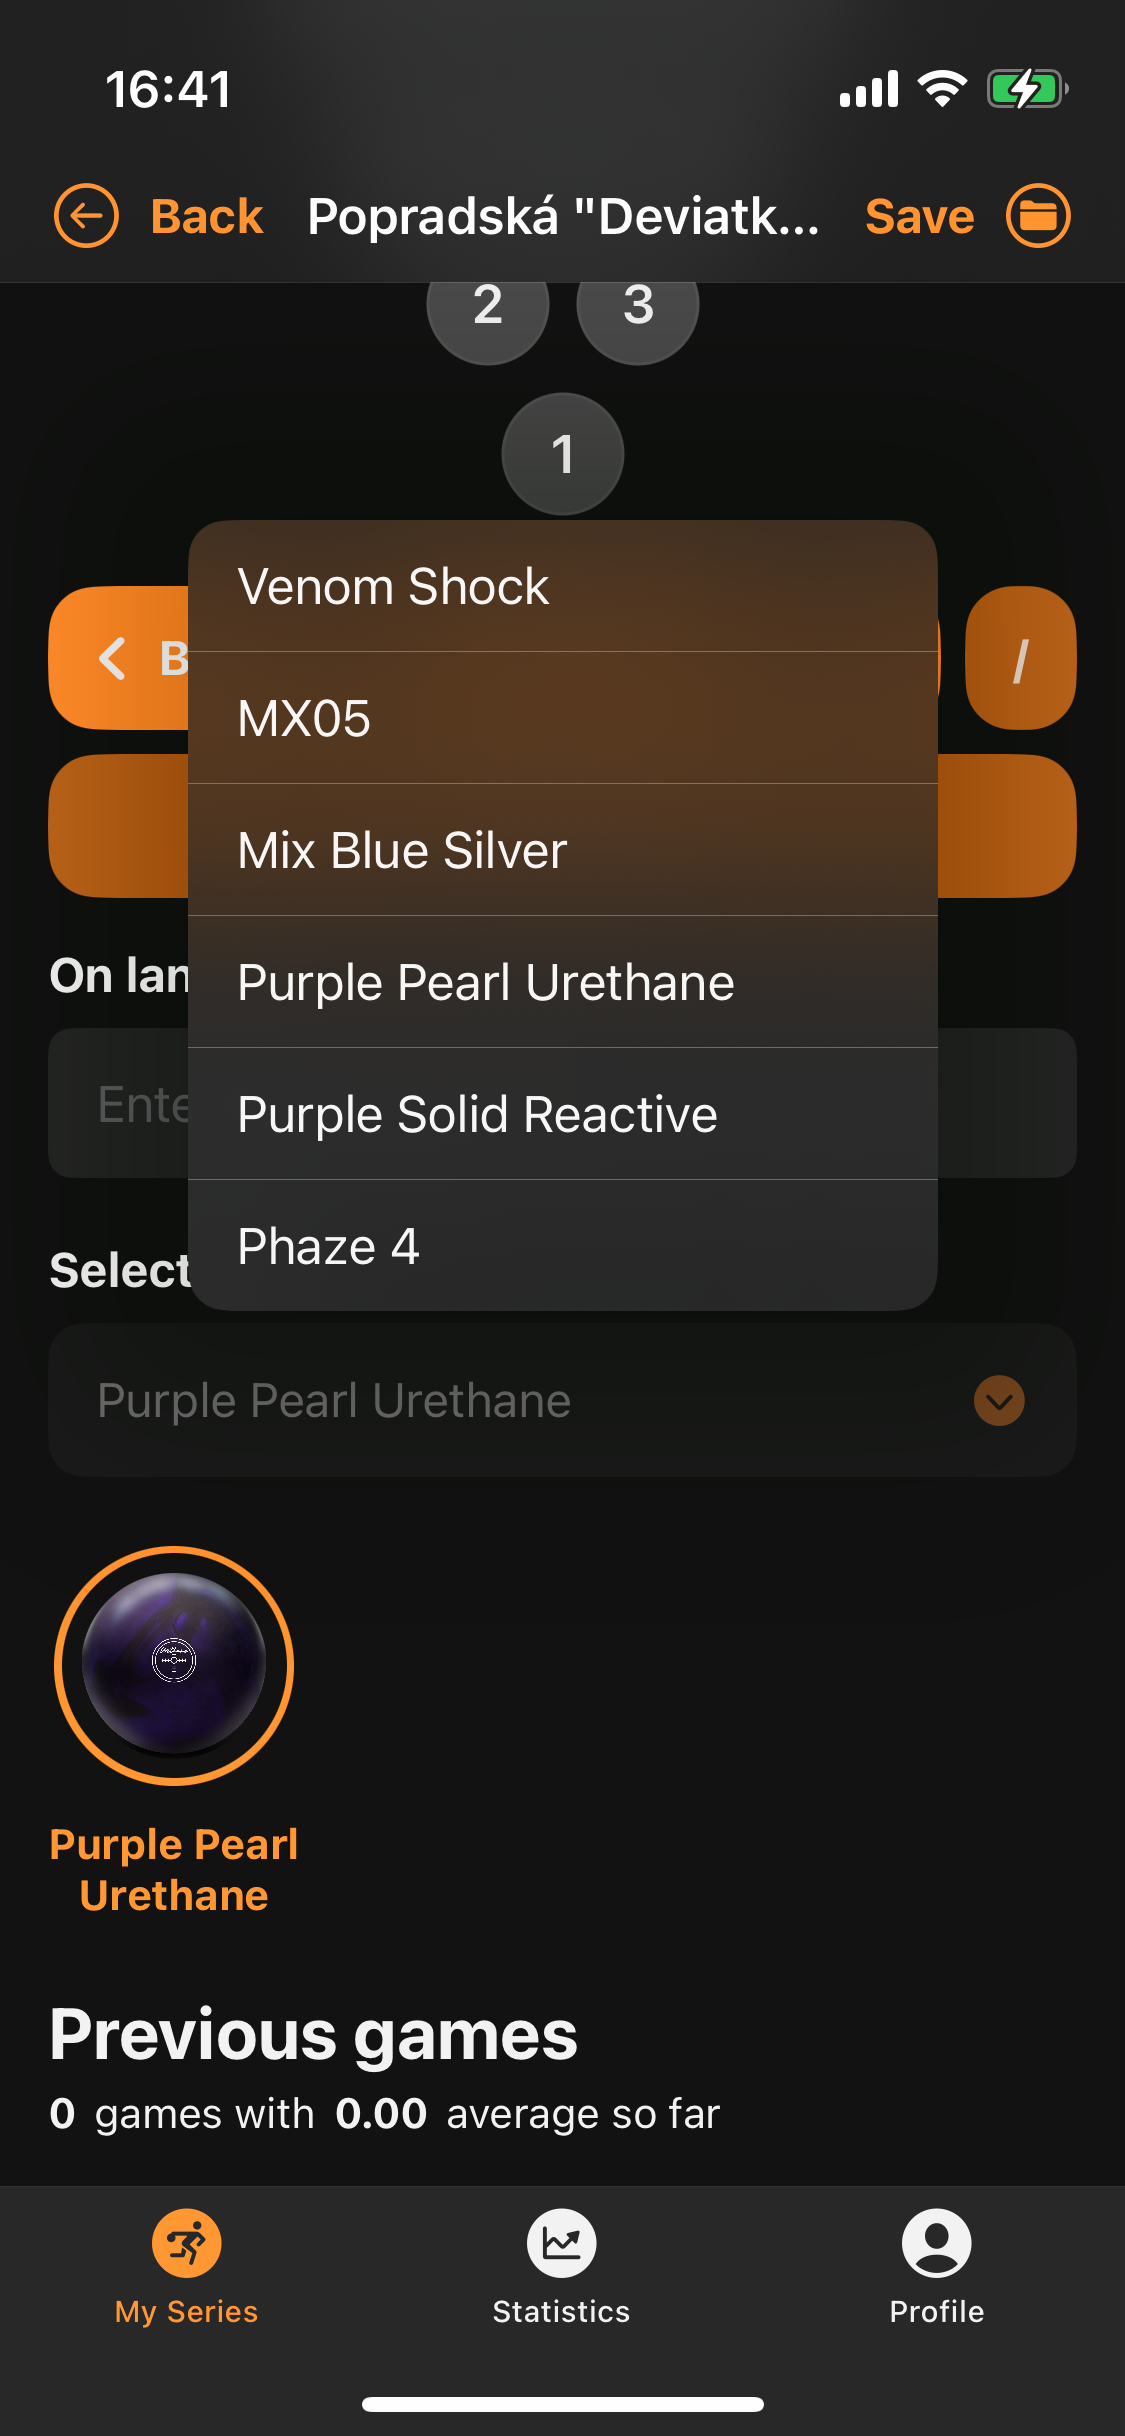 16:41
Back Popradská "Deviatk... Save
2 3
1
Venom Shock
B /
MX05
Mix Blue Silver
On lan
Purple Pearl Urethane
Ente
Purple Solid Reactive
Phaze 4
Select
Purple Pearl Urethane
Purple Pearl
Urethane
Previous games
0 games with 0.00 average so far
My Series Statistics Profile